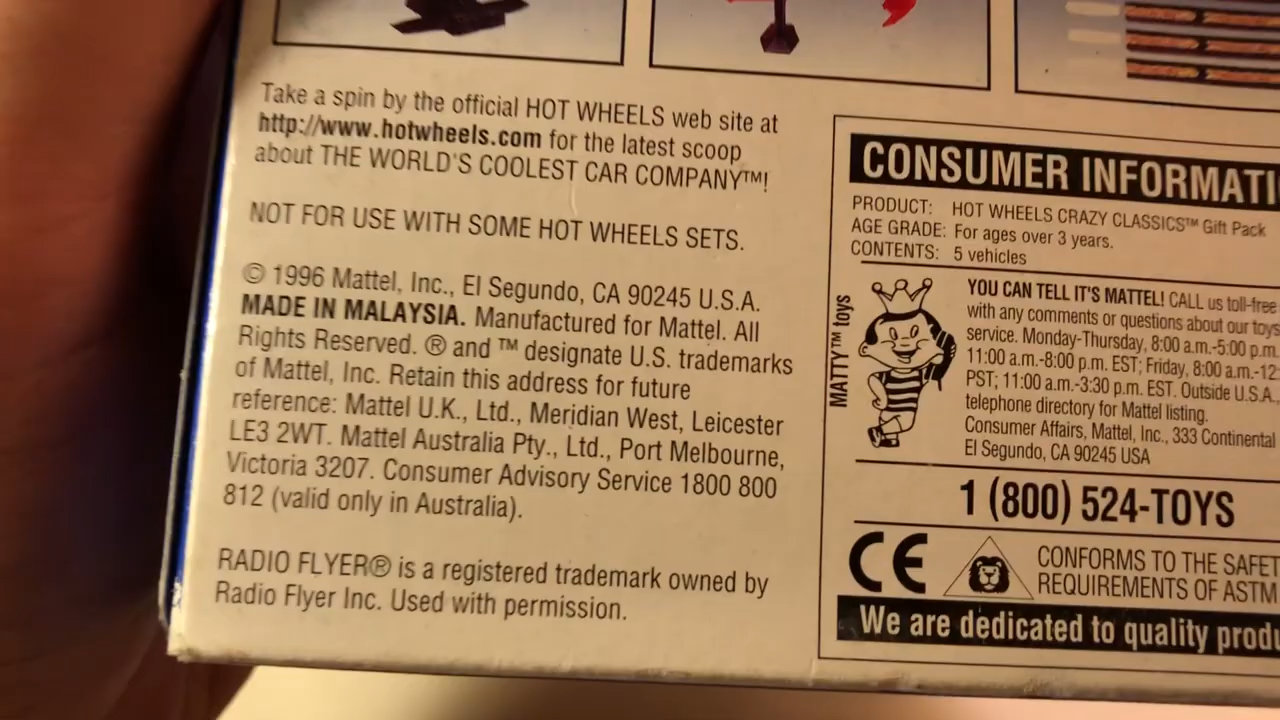 Take a spin by the official HOT WHEELS web site at
http://www.hotwheels.com for the latest scoop
about THE WORLD'S COOLEST CAR COMPANY™!
NOT FOR USE WITH SOME HOT WHEELS SETS.
© 1996 Mattel, Inc., El Segundo, CA 90245 U.S.A.
MADE IN MALAYSIA. Manufactured for Mattel. All
Rights Reserved. ® and ™ designate U.S. trademarks
of Mattel, Inc. Retain this address for future
reference: Mattel U.K., Ltd., Meridian West, Leicester
LE3 2WT. Mattel Australia Pty., Ltd., Port Melbourne,
Victoria 3207. Consumer Advisory Service 1800 800
812 (valid only in Australia).
RADIO FLYER® is a registered trademark owned by
Radio Flyer Inc. Used with permission.
CONSUMER INFORMATI
PRODUCT: HOT WHEELS CRAZY CLASSICS™ Gift Pack
AGE GRADE: For ages over 3 years.
CONTENTS: 5 vehicles
MATTY™ toys
YOU CAN TELL IT'S MATTEL! CALL us toll-free
with any comments or questions about our toys
service. Monday-Thursday, 8:00 a.m.-5:00 p.m.
11:00 a.m.-8:00 p.m. EST; Friday, 8:00 a.m.-12:
PST; 11:00 a.m.-3:30 p.m. EST. Outside U.S.A.,
telephone directory for Mattel listing.
Consumer Affairs, Mattel, Inc., 333 Continental
El Segundo, CA 90245 USA
1 (800) 524-TOYS
CE
CONFORMS TO THE SAFET
REQUIREMENTS OF ASTM
We are dedicated to quality produ